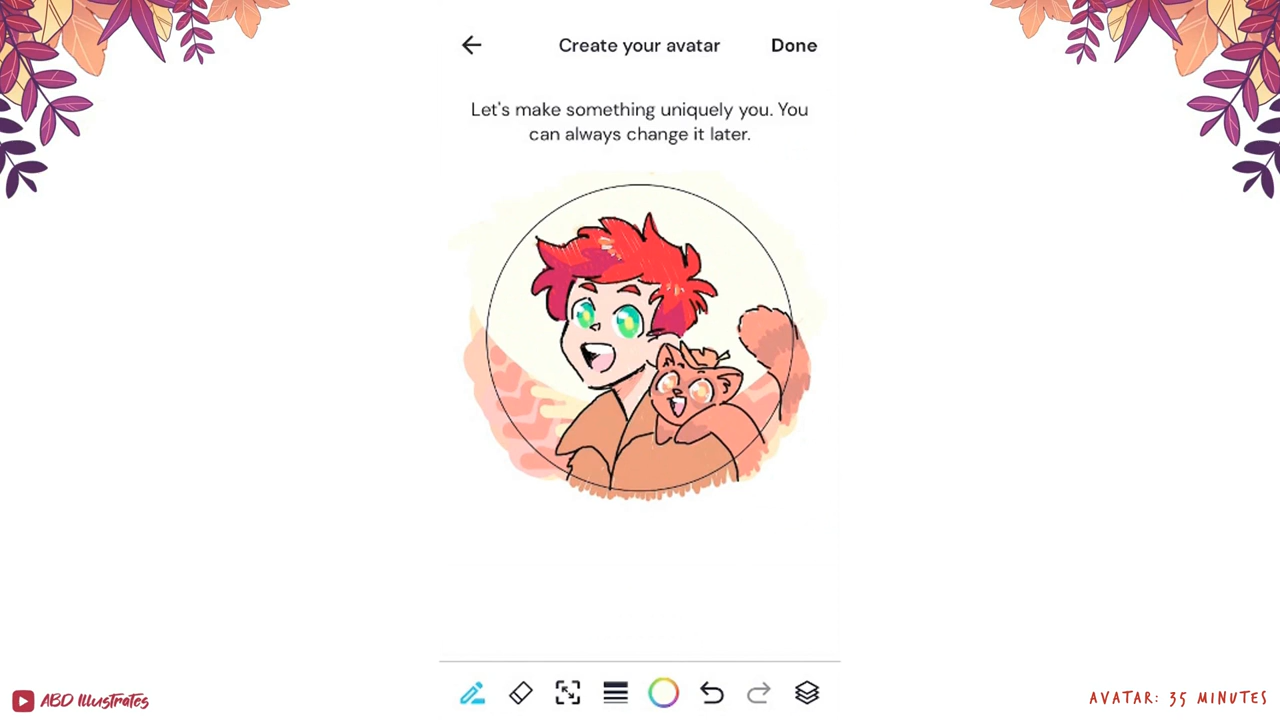 Create your avatar
Done
Let's make something uniquely you. You
can always change it later.
ABD Illustrates
AVATAR: 35 MINUTES